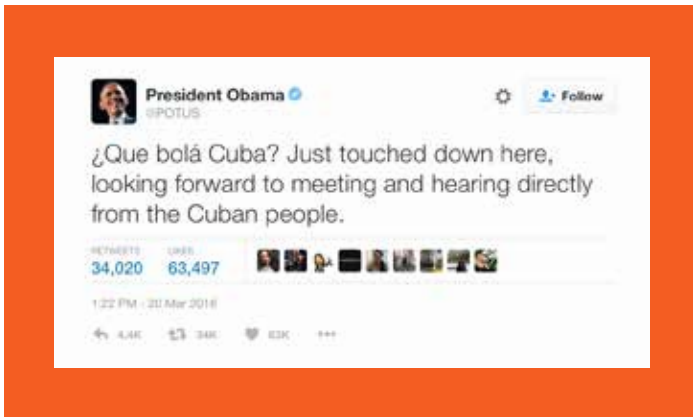 President Obama
@POTUS
Follow
¿Que bolá Cuba? Just touched down here,
looking forward to meeting and hearing directly
from the Cuban people.
RETWEETS LIKES
34,020 63,497
1:22 PM - 20 Mar 2016
4.4K 34K 63K